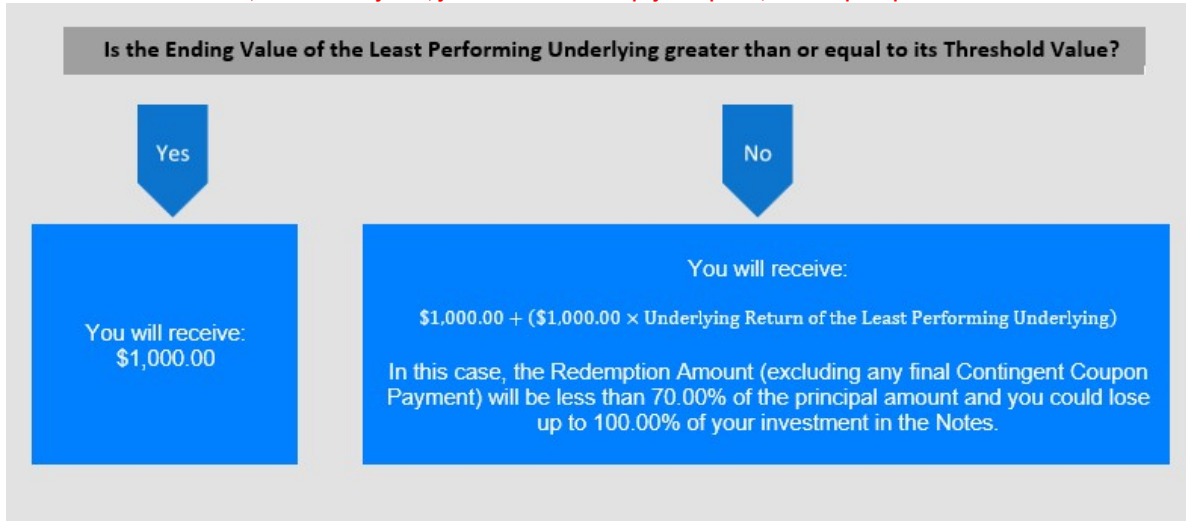 Is the Ending Value of the Least Performing Underlying greater than or equal to its Threshold Value?
Yes
No
You will receive:
$1,000.00
You will receive:
$1,000.00 + ($1,000.00 × Underlying Return of the Least Performing Underlying)
In this case, the Redemption Amount (excluding any final Contingent Coupon
Payment) will be less than 70.00% of the principal amount and you could lose
up to 100.00% of your investment in the Notes.